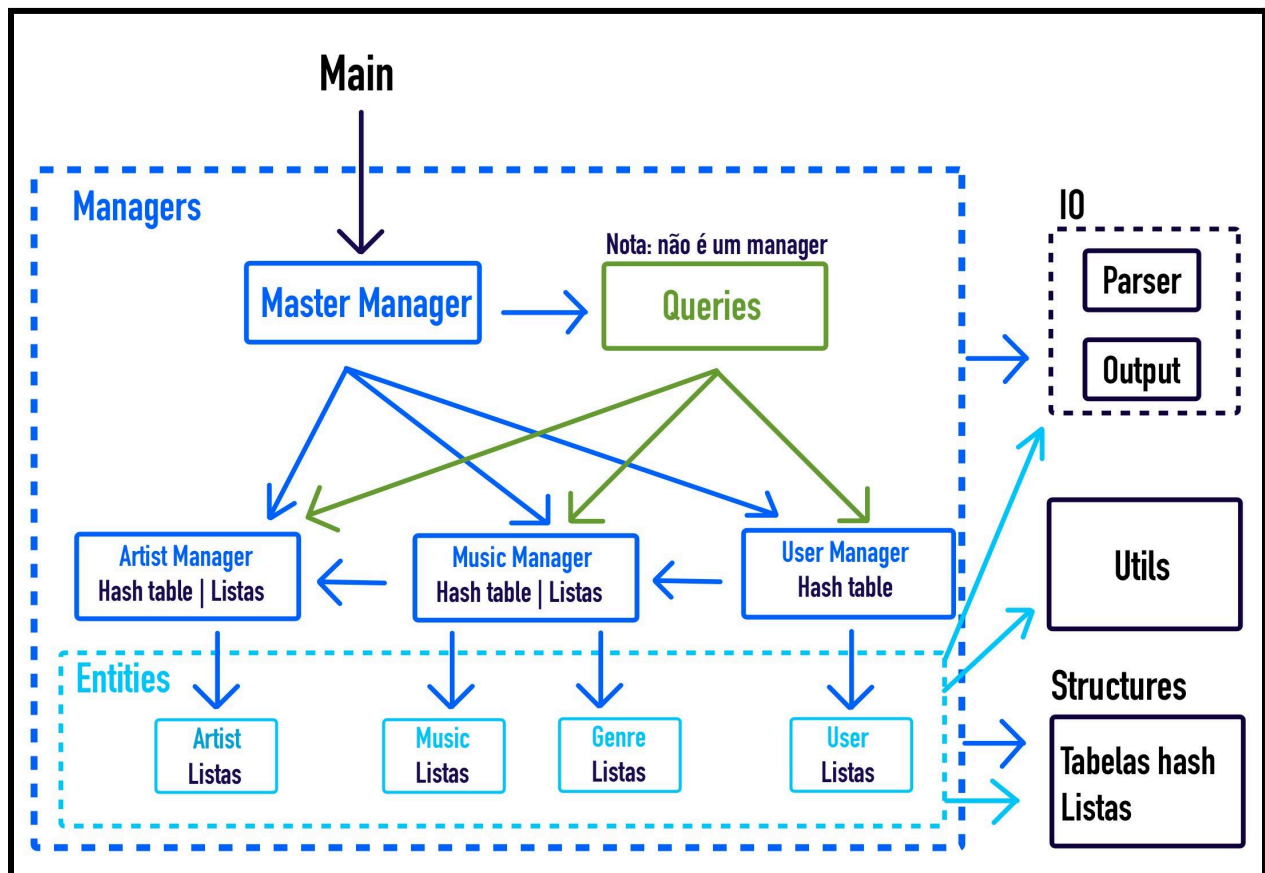 Main
Managers
Nota: não é um manager
Master Manager
Queries
IO
Parser
Output
Artist Manager
Hash table | Listas
Music Manager
Hash table | Listas
User Manager
Hash table
Utils
Entities
Artist
Listas
Music
Listas
Genre
Listas
User
Listas
Structures
Tabelas hash
Listas